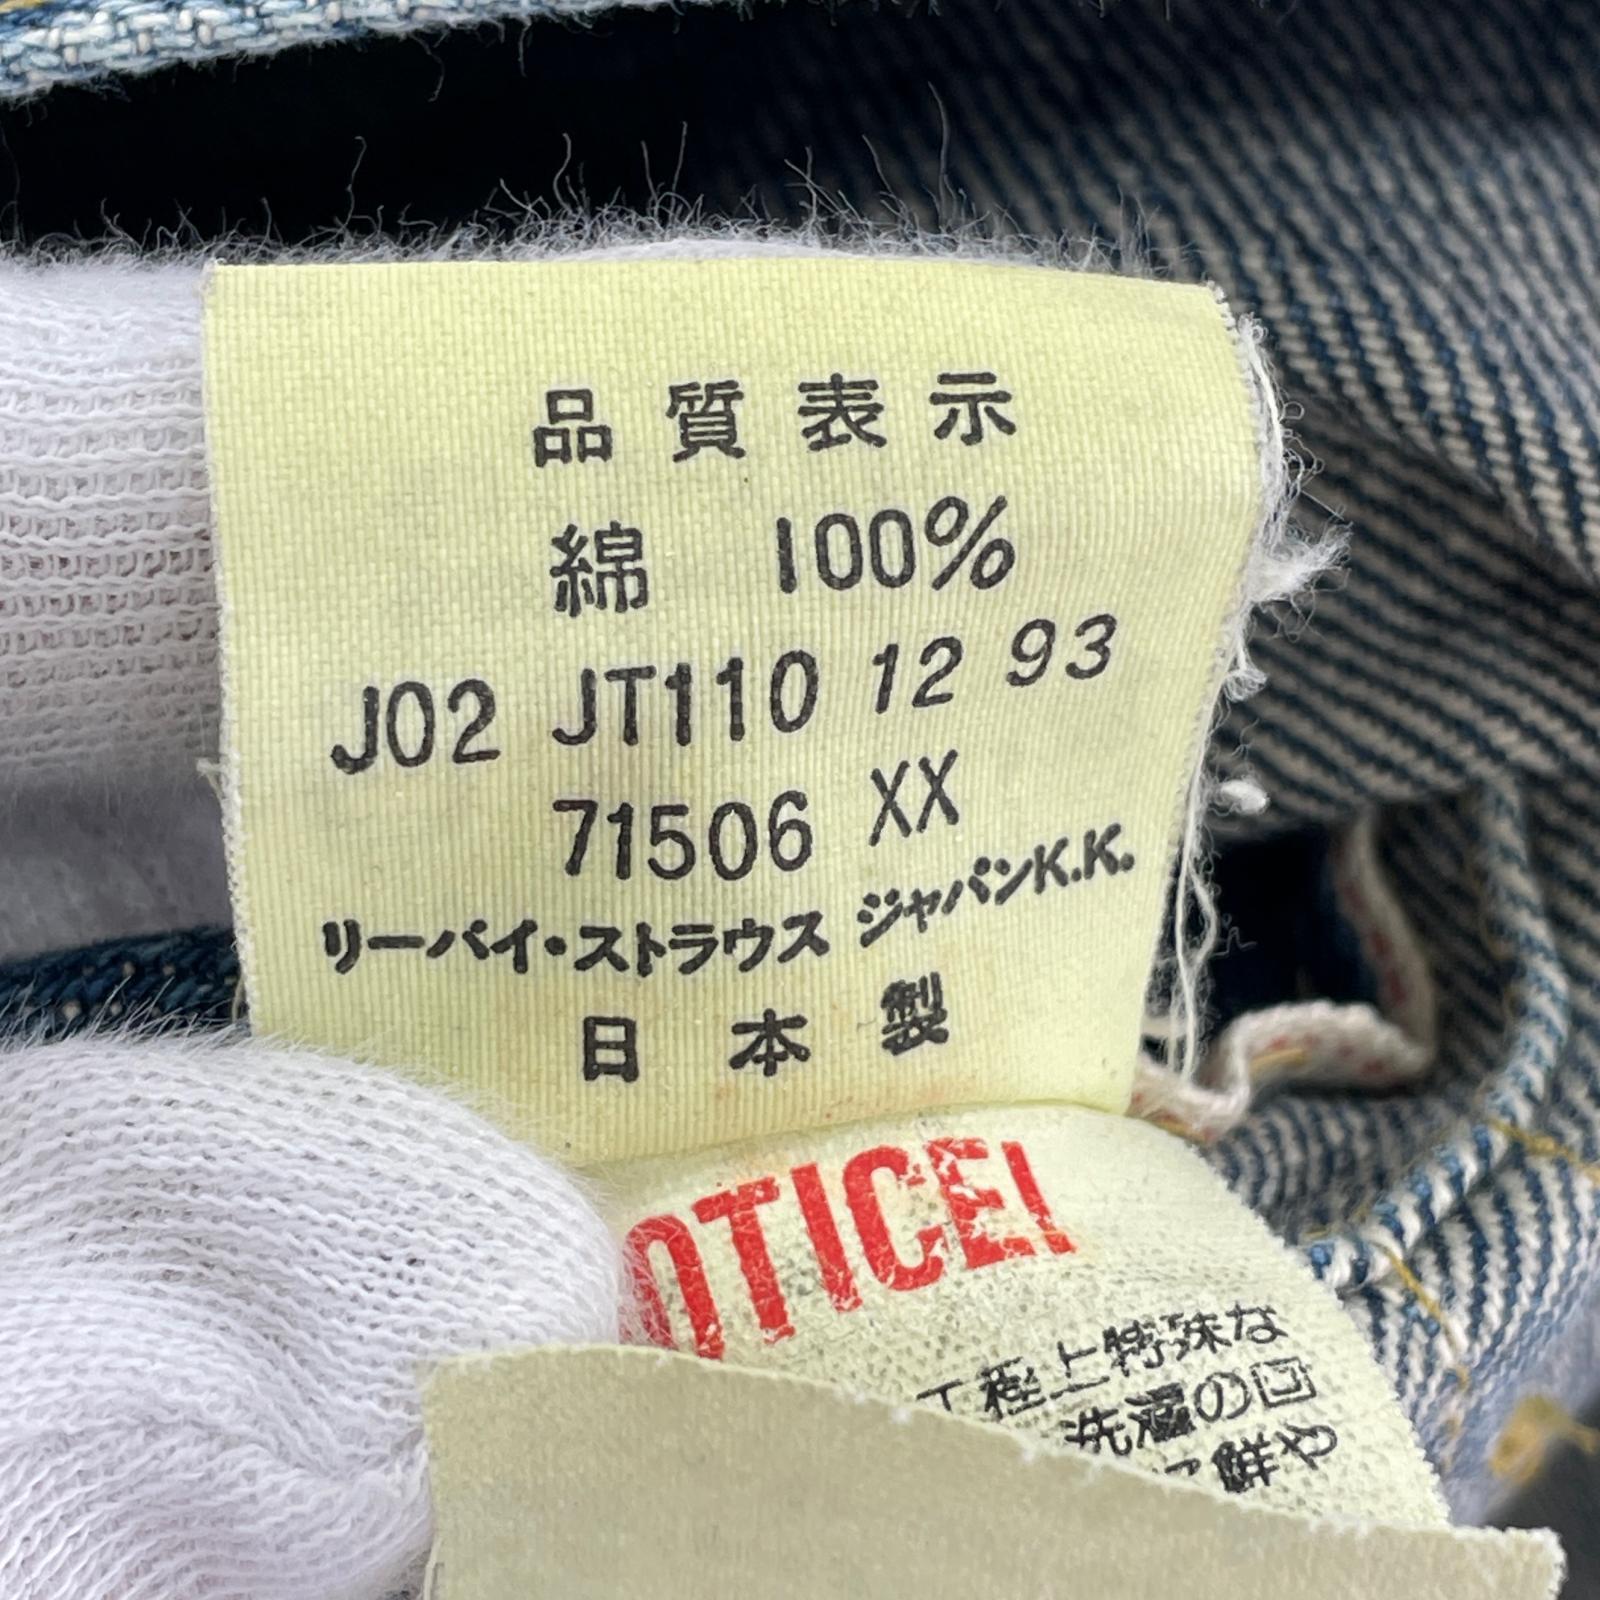 品質表示
綿 100%
J02 JT110 12 93
71506 XX
リーバイ・ストラウス ジャパンK.K.
日本製
OTICE!
極上特殊な
洗濯の回
鮮や